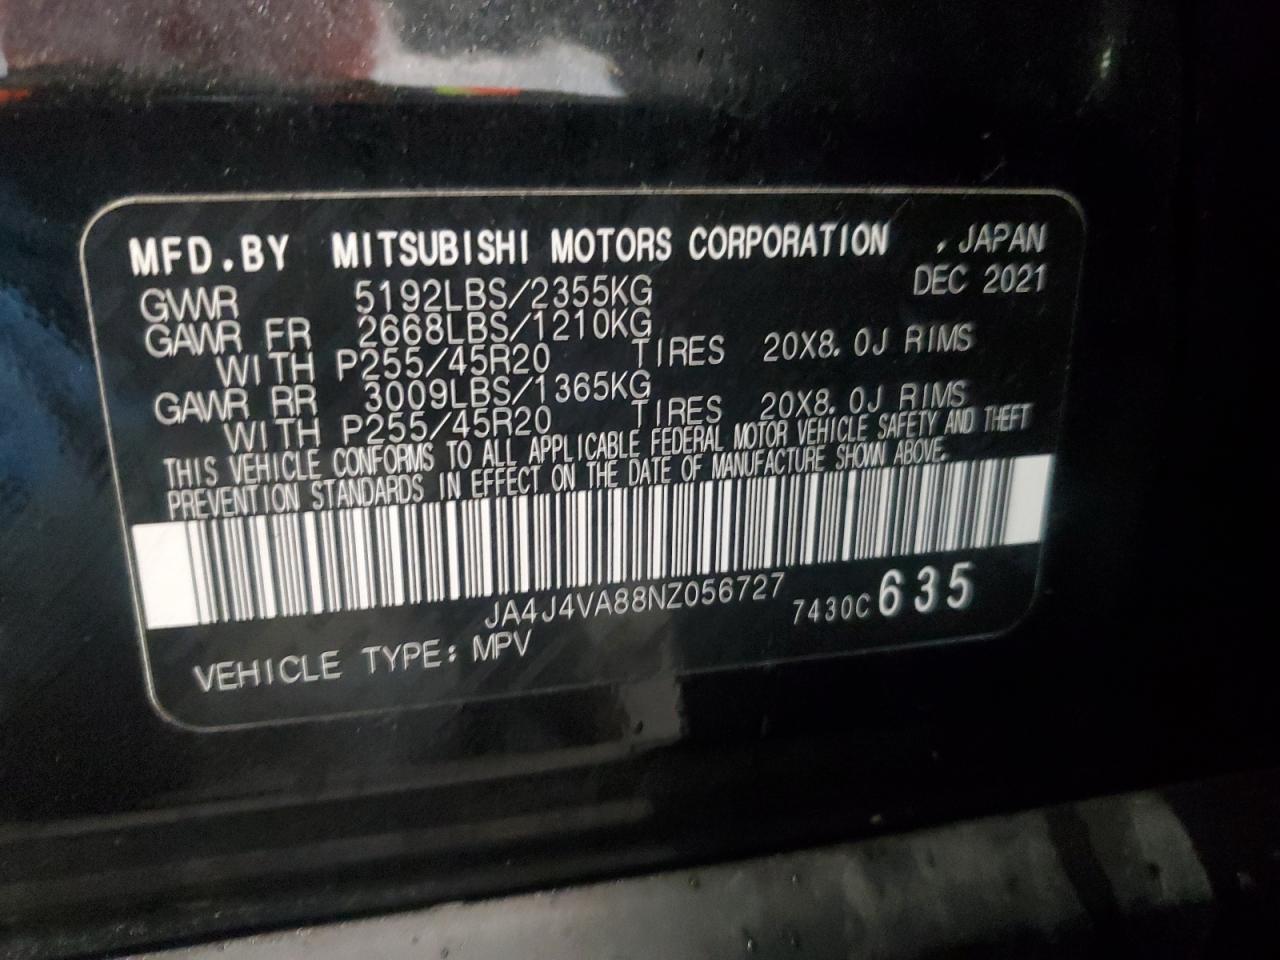 MFD.BY MITSUBISHI MOTORS CORPORATION , JAPAN
GVWR 5192LBS/2355KG DEC 2021
GAWR FR 2668LBS/1210KG
WITH P255/45R20 TIRES 20X8.0J RIMS
GAWR RR 3009LBS/1365KG
WITH P255/45R20 TIRES 20X8.0J RIMS
THIS VEHICLE CONFORMS TO ALL APPLICABLE FEDERAL MOTOR VEHICLE SAFETY AND THEFT
PREVENTION STANDARDS IN EFFECT ON THE DATE OF MANUFACTURE SHOWN ABOVE.
JA4J4VA88NZ056727 7430C 635
VEHICLE TYPE: MPV